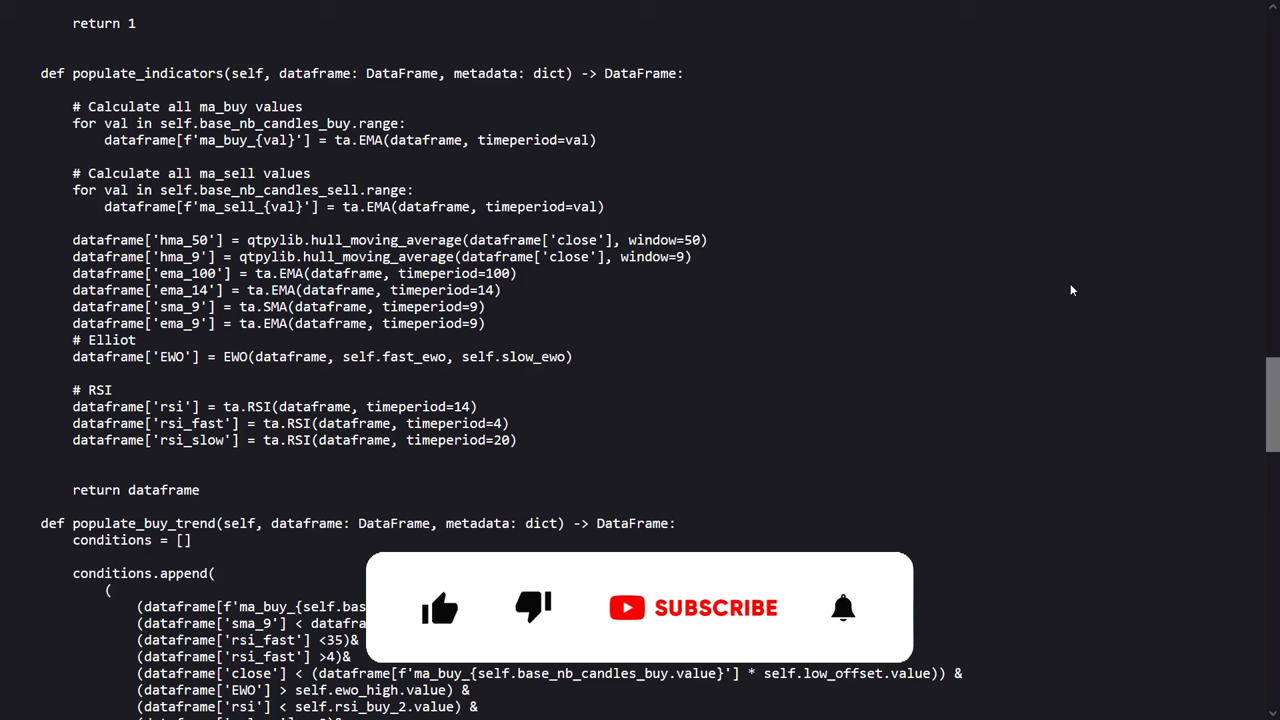 return 1
def populate_indicators(self, dataframe: DataFrame, metadata: dict) -> DataFrame:
# Calculate all ma_buy values
for val in self.base_nb_candles_buy.range:
dataframe[f'ma_buy_{val}'] = ta.EMA(dataframe, timeperiod=val)
# Calculate all ma_sell values
for val in self.base_nb_candles_sell.range:
dataframe[f'ma_sell_{val}'] = ta.EMA(dataframe, timeperiod=val)
dataframe['hma_50'] = qtpylib.hull_moving_average(dataframe['close'], window=50)
dataframe['hma_9'] = qtpylib.hull_moving_average(dataframe['close'], window=9)
dataframe['ema_100'] = ta.EMA(dataframe, timeperiod=100)
dataframe['ema_14'] = ta.EMA(dataframe, timeperiod=14)
dataframe['sma_9'] = ta.SMA(dataframe, timeperiod=9)
dataframe['ema_9'] = ta.EMA(dataframe, timeperiod=9)
# Elliot
dataframe['EWO'] = EWO(dataframe, self.fast_ewo, self.slow_ewo)
# RSI
dataframe['rsi'] = ta.RSI(dataframe, timeperiod=14)
dataframe['rsi_fast'] = ta.RSI(dataframe, timeperiod=4)
dataframe['rsi_slow'] = ta.RSI(dataframe, timeperiod=20)
return dataframe
def populate_buy_trend(self, dataframe: DataFrame, metadata: dict) -> DataFrame:
conditions = []
conditions.append(
(
(dataframe[f'ma_buy_{self.bas
(dataframe['sma_9'] < datafra
(dataframe['rsi_fast'] <35)&
(dataframe['rsi_fast'] >4)&
(dataframe['close'] < (dataframe[f'ma_buy_{self.base_nb_candles_buy.value}'] * self.low_offset.value)) &
(dataframe['EWO'] > self.ewo_high.value) &
(dataframe['rsi'] < self.rsi_buy_2.value) &
SUBSCRIBE